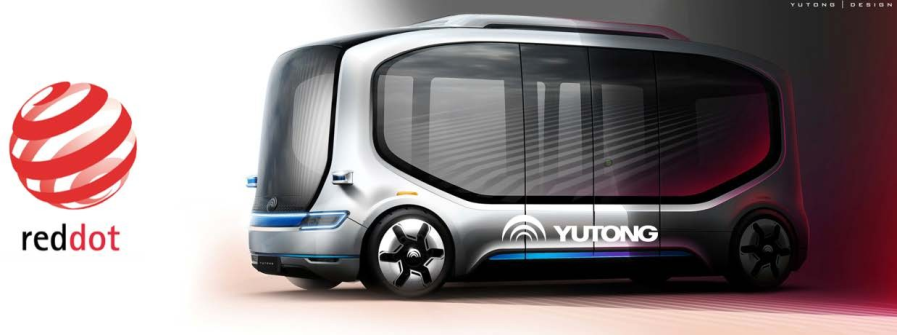 YUTONG | DESIGN
reddot
YUTONG